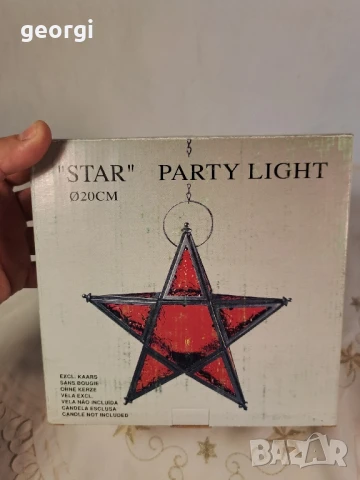 georgi
"STAR" PARTY LIGHT
Ø20CM
EXCL. KAARS
SANS BOUGIE
OHNE KERZE
VELA EXCL.
VELA NÃO INCLUIDA
CANDELA ESCLUSA
CANDLE NOT INCLUDED
BAZAR